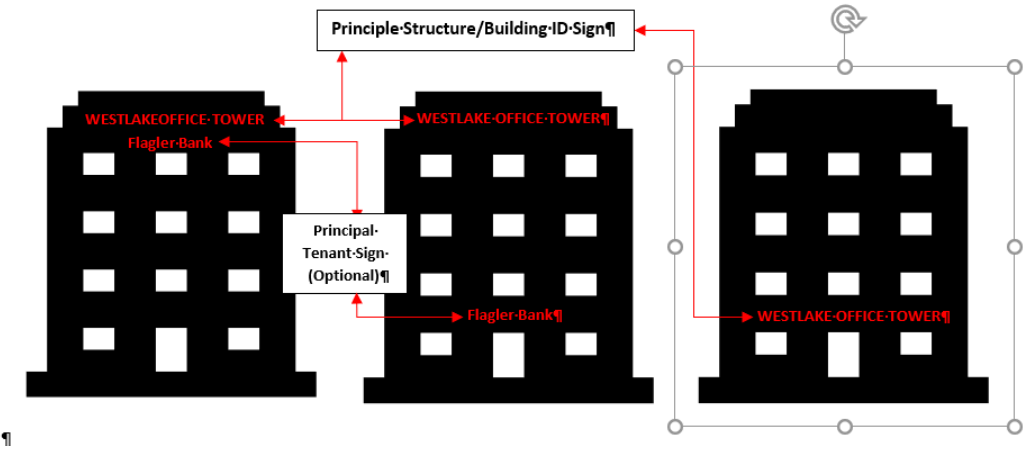 Principle·Structure/Building·ID·Sign¶
WESTLAKEOFFICE·TOWER
WESTLAKE·OFFICE·TOWER¶
Flagler·Bank
Principal·
Tenant·Sign·
(Optional)¶
Flagler·Bank¶
WESTLAKE·OFFICE·TOWER¶
¶